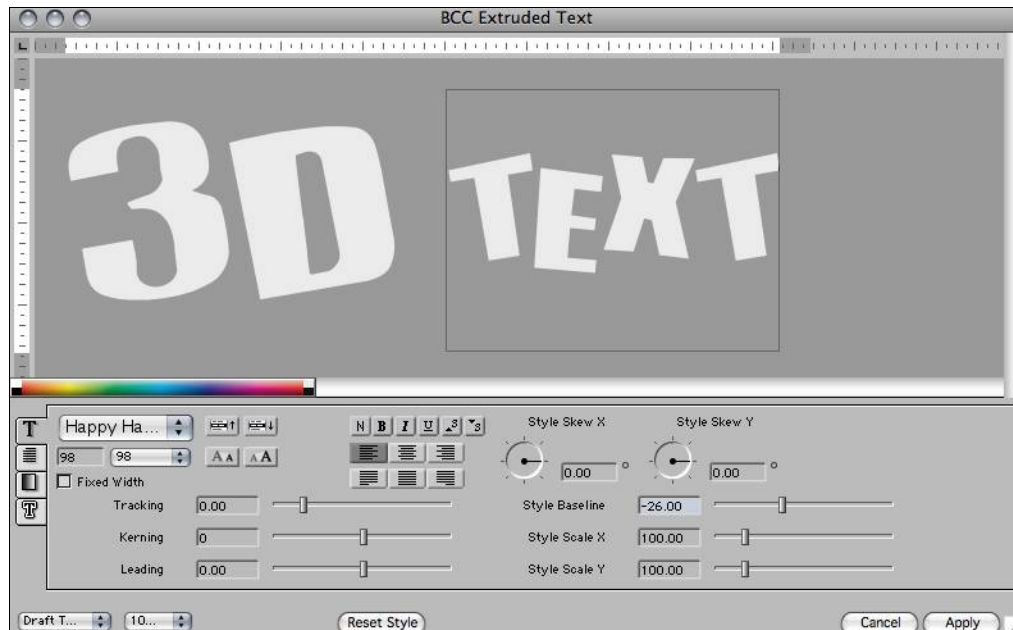 BCC Extruded Text
3D TEXT
Happy Ha...
N B I U S S
98 98 A A A A
Fixed Width
Tracking 0.00
Kerning 0
Leading 0.00
Style Skew X Style Skew Y
0.00 ° 0.00 °
Style Baseline -26.00
Style Scale X 100.00
Style Scale Y 100.00
T
T
Draft T... 10... Reset Style Cancel Apply